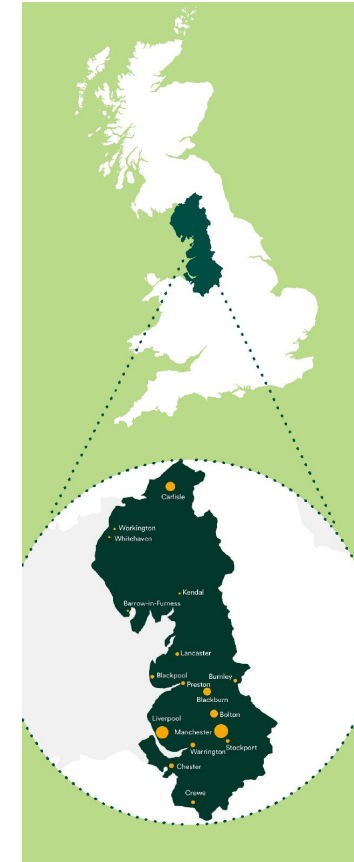 Carlisle
Workington
Whitehaven
Kendal
Barrow-in-Furness
Lancaster
Blackpool
Burnley
Preston
Blackburn
Bolton
Liverpool
Manchester
Stockport
Warrington
Chester
Crewe